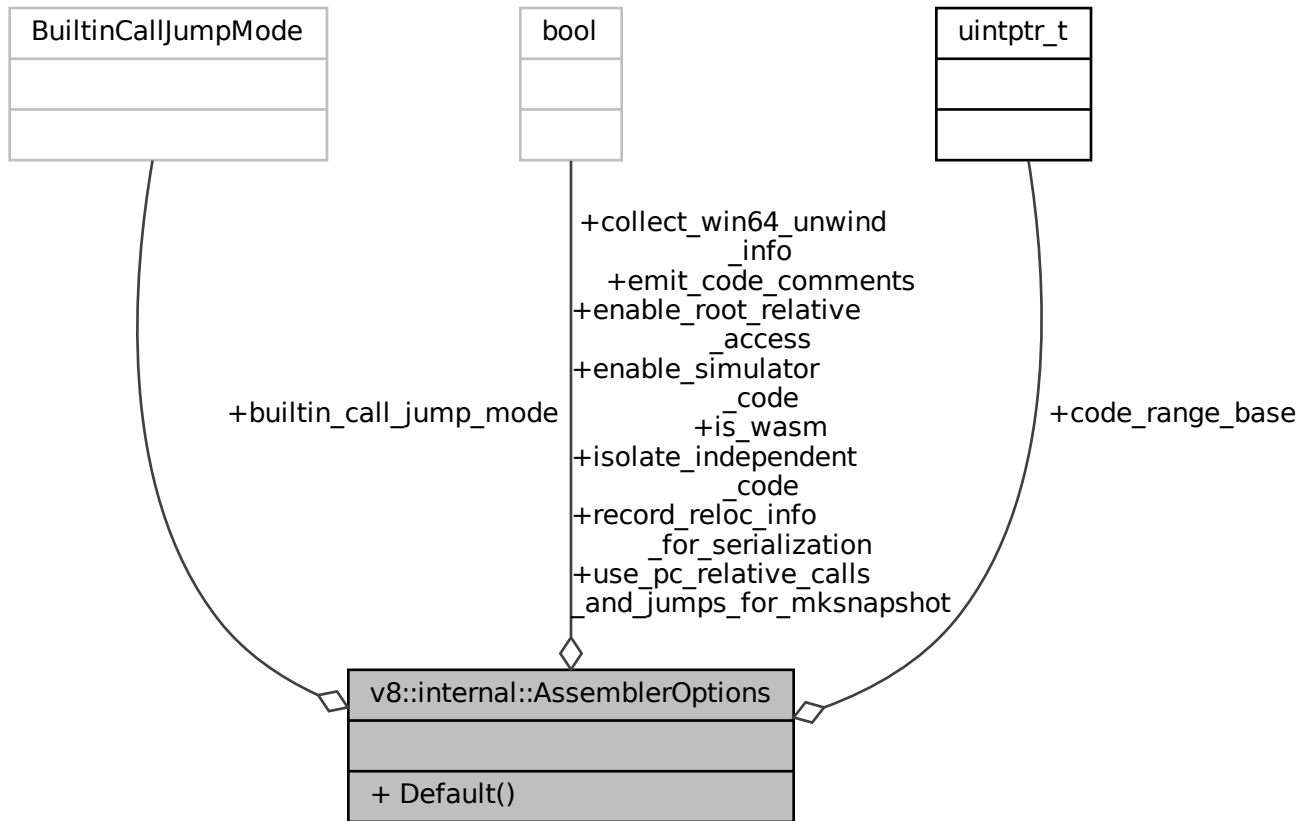 BuiltinCallJumpMode
bool
uintptr_t
+collect_win64_unwind
_info
+emit_code_comments
+enable_root_relative
_access
+enable_simulator
_code
+is_wasm
+isolate_independent
_code
+record_reloc_info
_for_serialization
+use_pc_relative_calls
_and_jumps_for_mksnapshot
+builtin_call_jump_mode
+code_range_base
v8::internal::AssemblerOptions
+ Default()